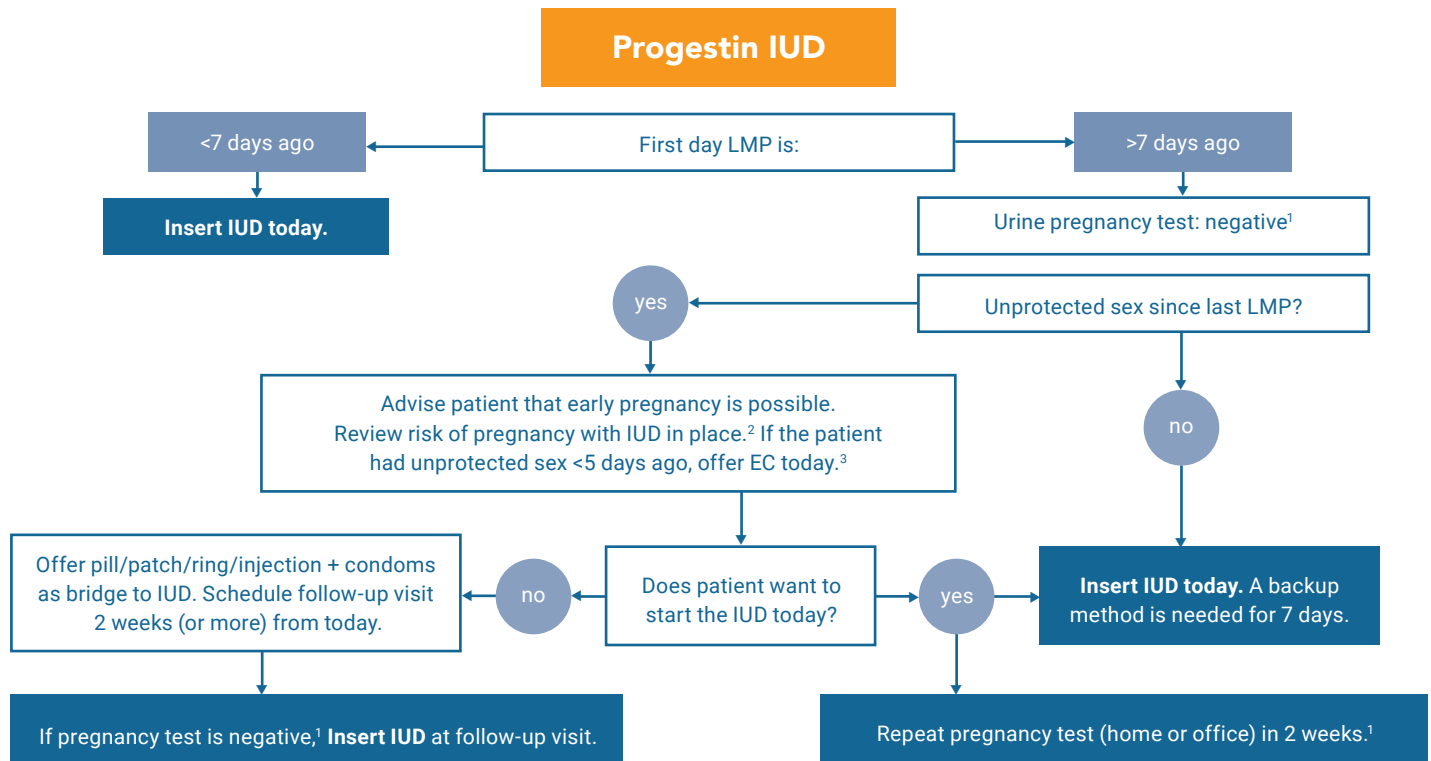 Progestin IUD
<7 days ago
First day LMP is:
>7 days ago
Insert IUD today.
Urine pregnancy test: negative¹
yes
Unprotected sex since last LMP?
Advise patient that early pregnancy is possible.
Review risk of pregnancy with IUD in place.² If the patient
had unprotected sex <5 days ago, offer EC today.³
no
Offer pill/patch/ring/injection + condoms
as bridge to IUD. Schedule follow-up visit
2 weeks (or more) from today.
no
Does patient want to
start the IUD today?
yes
Insert IUD today. A backup
method is needed for 7 days.
If pregnancy test is negative,¹ Insert IUD at follow-up visit.
Repeat pregnancy test (home or office) in 2 weeks.¹